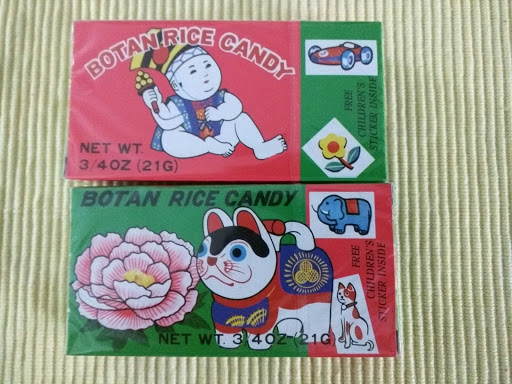 BOTAN RICE CANDY
NET WT.
3/4OZ (21G)
FREE
CHILDREN'S
STICKER INSIDE
BOTAN RICE CANDY
NET WT. 3/4OZ (21G)
FREE
CHILDREN'S
STICKER INSIDE